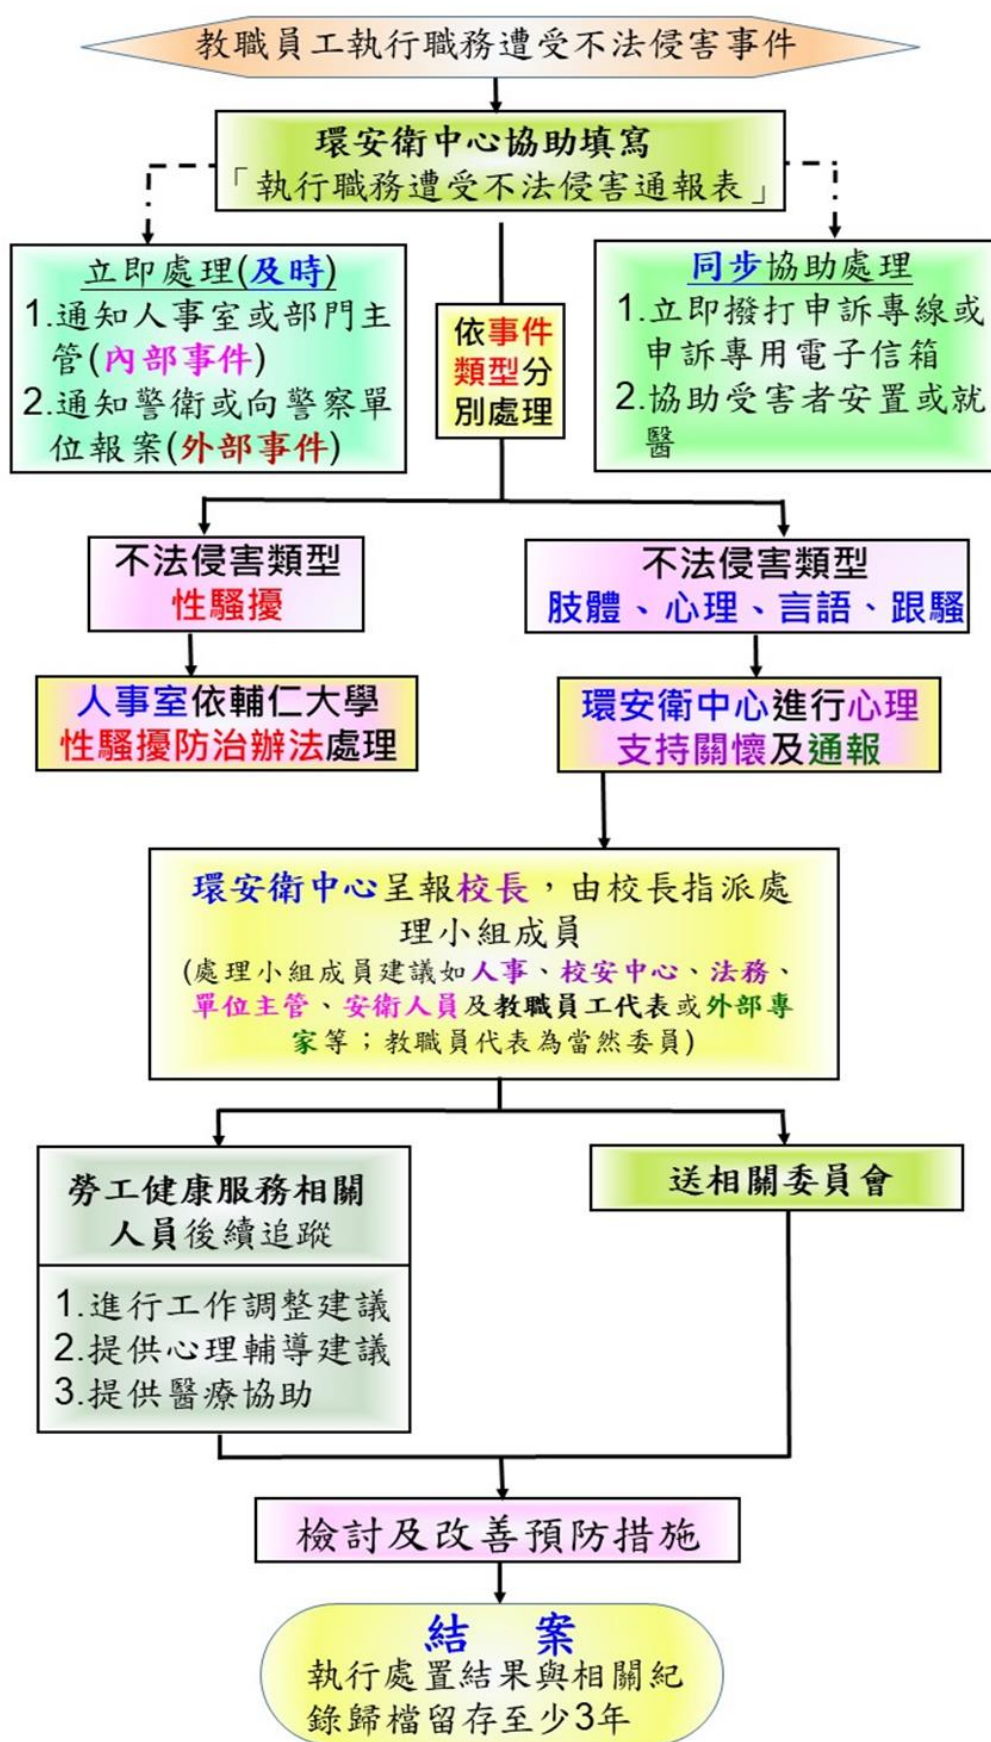 教職員工執行職務遭受不法侵害事件
環安衛中心協助填寫
「執行職務遭受不法侵害通報表」
立即處理(及時)
1.通知人事室或部門主
管(內部事件)
2.通知警衛或向警察單
位報案(外部事件)
依事件
類型分
別處理
同步協助處理
1.立即撥打申訴專線或
申訴專用電子信箱
2.協助受害者安置或就
醫
不法侵害類型
性騷擾
不法侵害類型
肢體、心理、言語、跟騷
人事室依輔仁大學
性騷擾防治辦法處理
環安衛中心進行心理
支持關懷及通報
環安衛中心呈報校長，由校長指派處
理小組成員
(處理小組成員建議如人事、校安中心、法務、
單位主管、安衛人員及教職員工代表或外部專
家等；教職員代表為當然委員)
勞工健康服務相關
人員後續追蹤
1.進行工作調整建議
2.提供心理輔導建議
3.提供醫療協助
送相關委員會
檢討及改善預防措施
結 案
執行處置結果與相關紀
錄歸檔留存至少3年